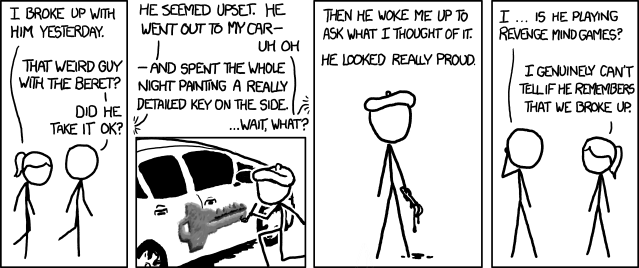 I BROKE UP WITH
HIM YESTERDAY.
THAT WEIRD GUY
WITH THE BERET?
DID HE
TAKE IT OK?
HE SEEMED UPSET. HE
WENT OUT TO MY CAR—
UH OH
—AND SPENT THE WHOLE
NIGHT PAINTING A REALLY
DETAILED KEY ON THE SIDE.
...WAIT, WHAT?
THEN HE WOKE ME UP TO
ASK WHAT I THOUGHT OF IT.
HE LOOKED REALLY PROUD.
I ... IS HE PLAYING
REVENGE MIND GAMES?
I GENUINELY CAN'T
TELL IF HE REMEMBERS
THAT WE BROKE UP.